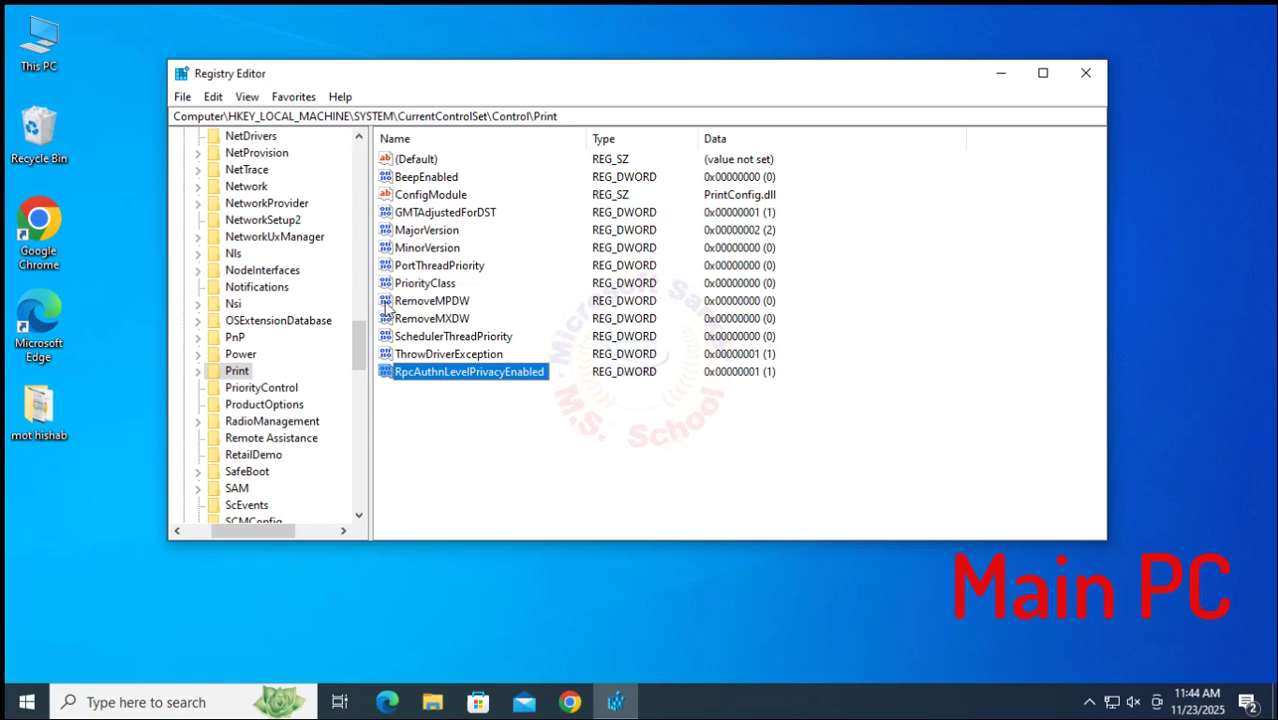 This PC
Recycle Bin
Google
Chrome
Microsoft
Edge
mot hishab
Registry Editor
File Edit View Favorites Help
Computer\HKEY_LOCAL_MACHINE\SYSTEM\CurrentControlSet\Control\Print
NetDrivers
NetProvision
NetTrace
Network
NetworkProvider
NetworkSetup2
NetworkUxManager
Nls
NodeInterfaces
Notifications
Nsi
OSExtensionDatabase
PnP
Power
Print
PriorityControl
ProductOptions
RadioManagement
Remote Assistance
RetailDemo
SafeBoot
SAM
ScEvents
SCMConfig
Name Type Data
(Default) REG_SZ (value not set)
BeepEnabled REG_DWORD 0x00000000 (0)
ConfigModule REG_SZ PrintConfig.dll
GMTAdjustedForDST REG_DWORD 0x00000001 (1)
MajorVersion REG_DWORD 0x00000002 (2)
MinorVersion REG_DWORD 0x00000000 (0)
PortThreadPriority REG_DWORD 0x00000000 (0)
PriorityClass REG_DWORD 0x00000000 (0)
RemoveMPDW REG_DWORD 0x00000000 (0)
RemoveMXDW REG_DWORD 0x00000000 (0)
SchedulerThreadPriority REG_DWORD 0x00000000 (0)
ThrowDriverException REG_DWORD 0x00000001 (1)
RpcAuthnLevelPrivacyEnabled REG_DWORD 0x00000001 (1)
M.S. School
Main PC
Type here to search
11:44 AM
11/23/2025
2